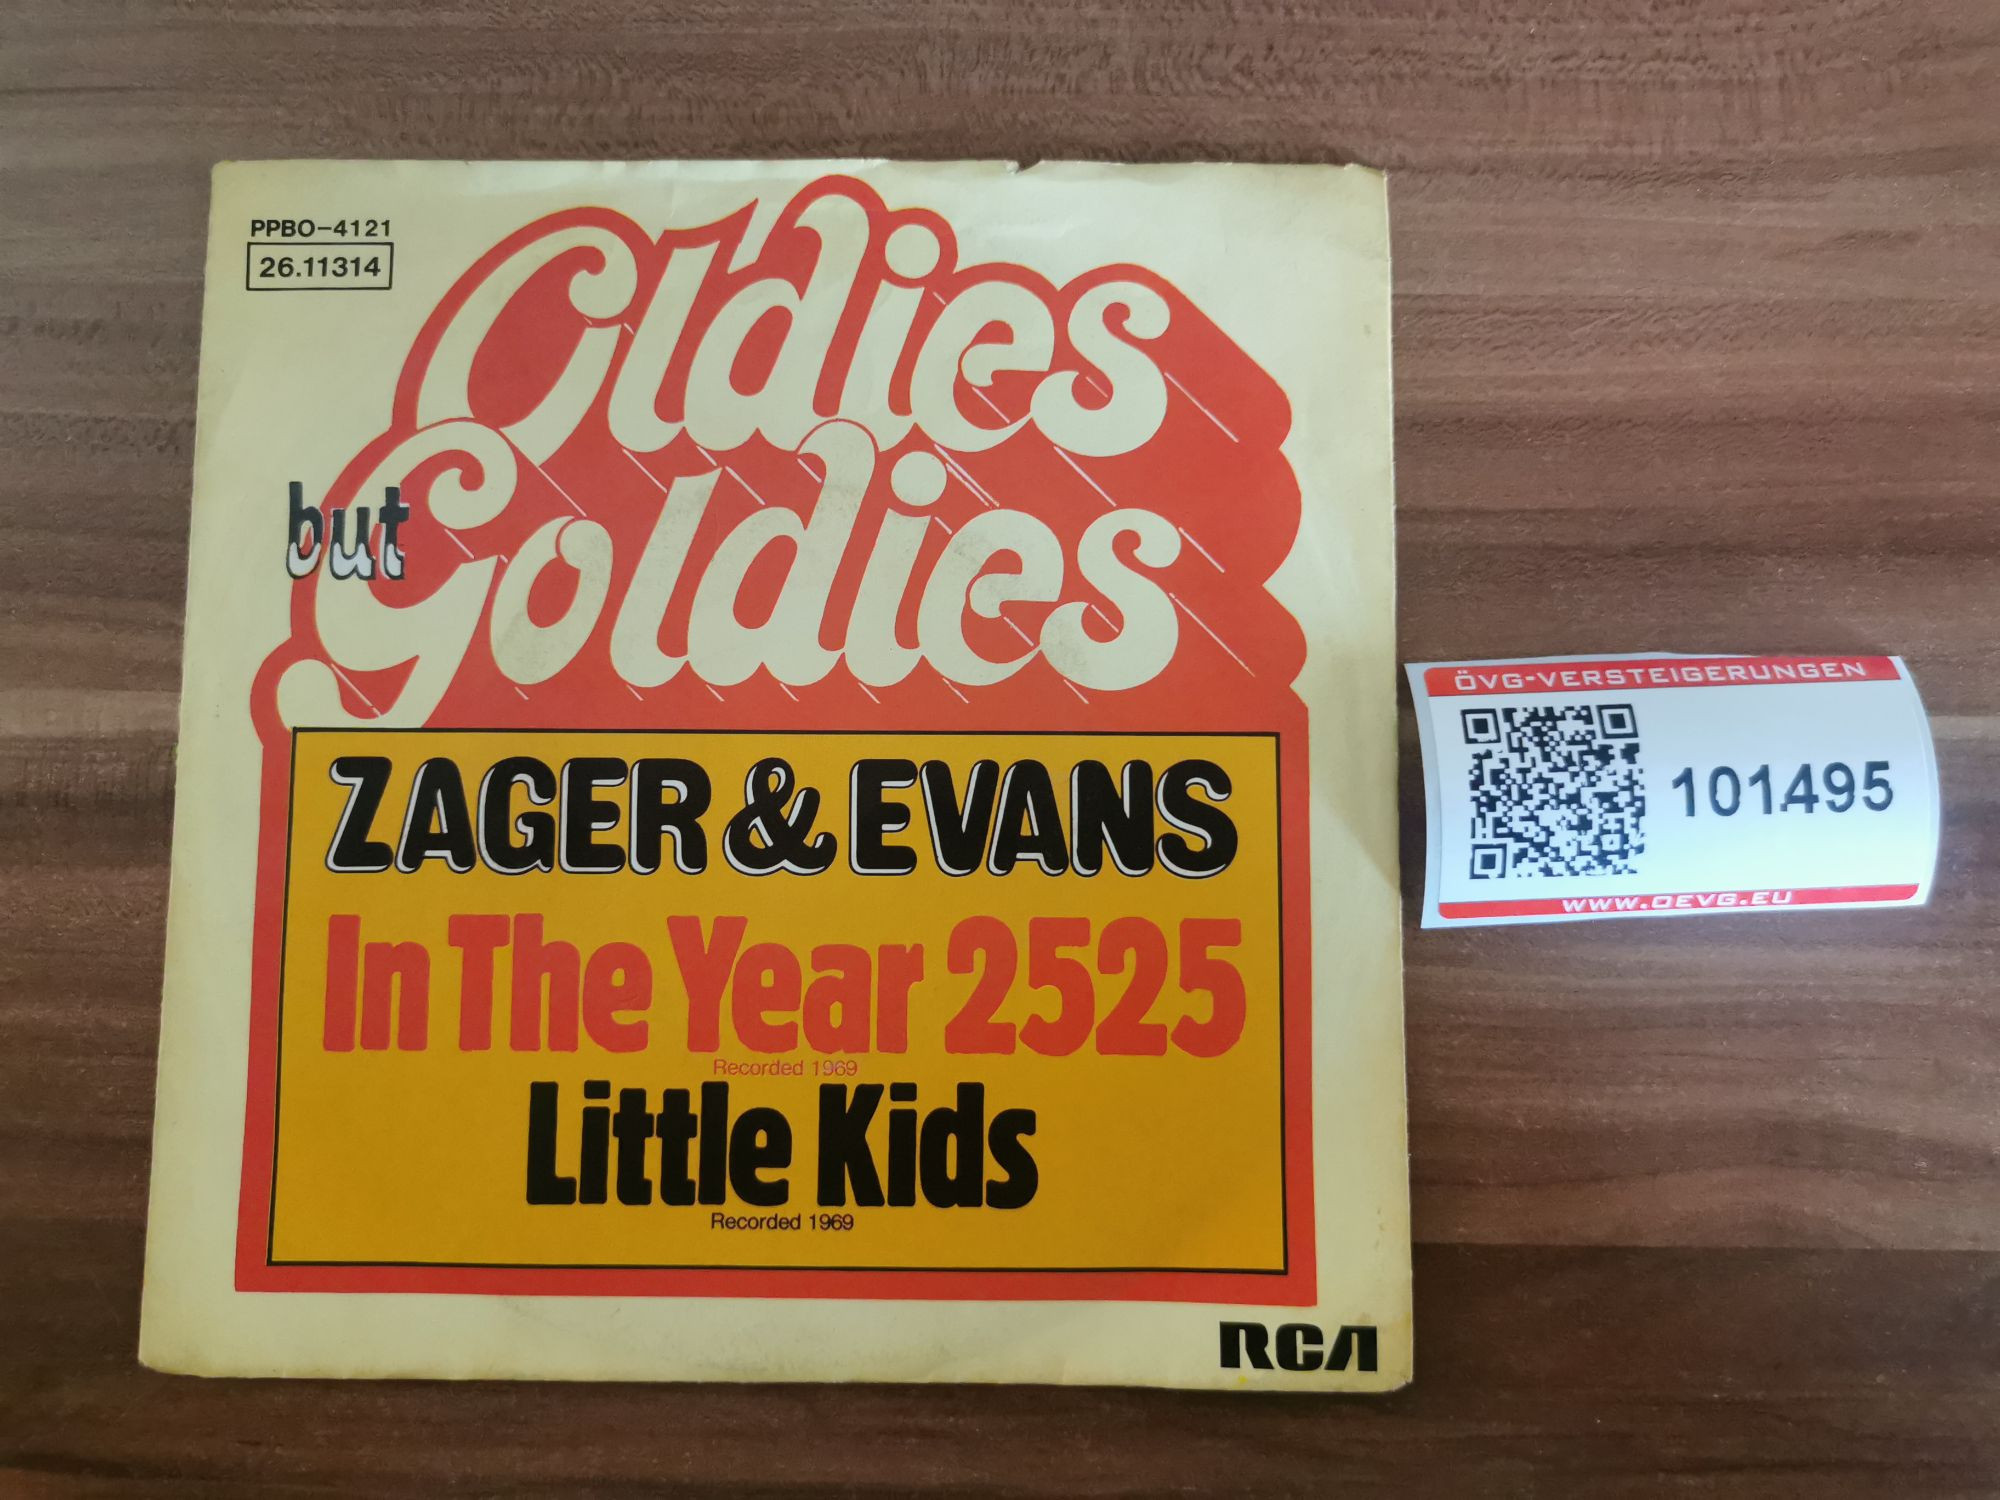 PPBO-4121
26.11314
Oldies
but Goldies
ZAGER & EVANS
In The Year 2525
Recorded 1969
Little Kids
Recorded 1969
RCA
ÖVG-VERSTEIGERUNGEN
101495
WWW.OEVG.EU